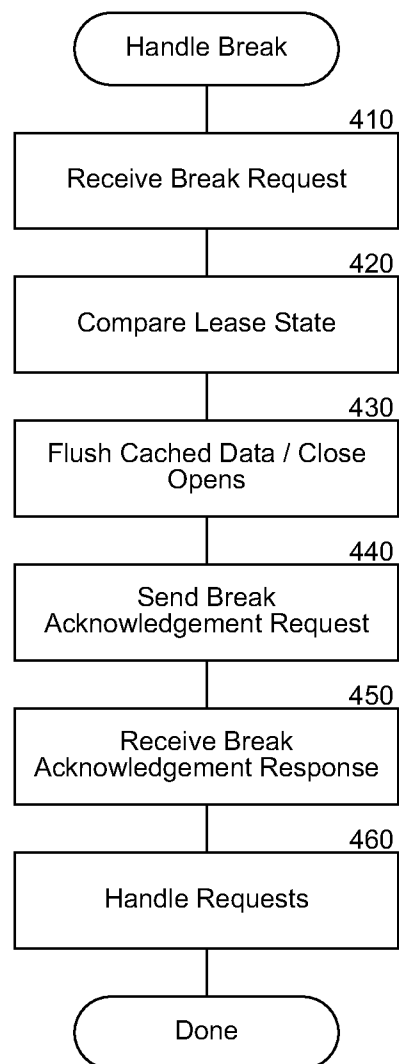 Handle Break
410
Receive Break Request
420
Compare Lease State
430
Flush Cached Data / Close
Opens
440
Send Break
Acknowledgement Request
450
Receive Break
Acknowledgement Response
460
Handle Requests
Done